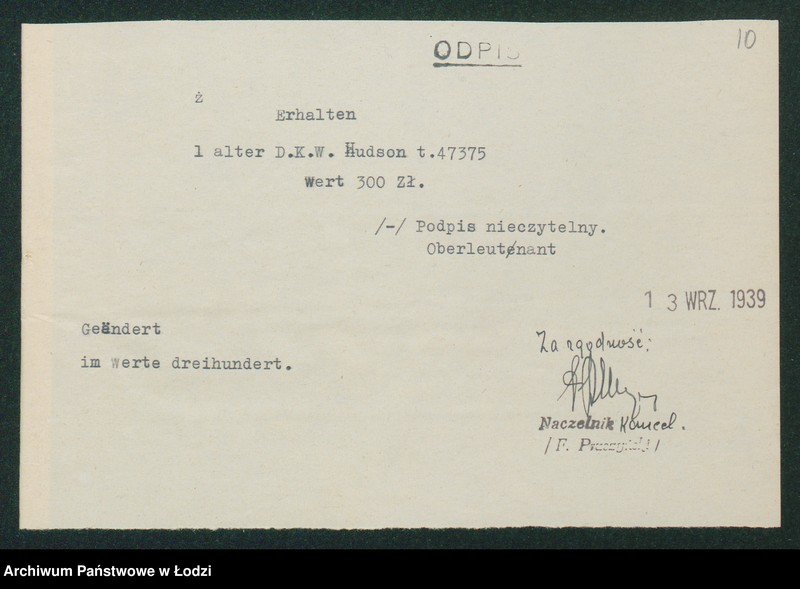 ODPIS
10
ż
Erhalten
1 alter D.K.W. Hudson t.47375
Wert 300 Zł.
/-/ Podpis nieczytelny.
Oberleutenant
1 3 WRZ. 1939
Geändert
im Werte dreihundert.
Za zgodność:
Naczelnik Kancel.
/ F.
Archiwum Państwowe w Łodzi